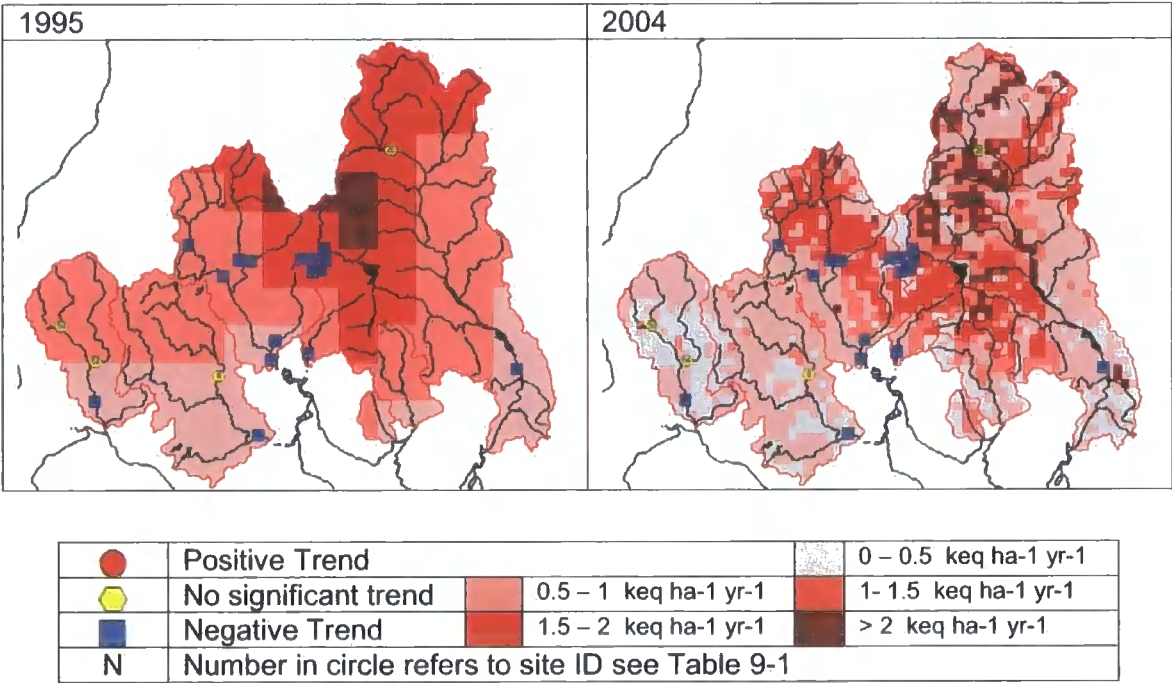 1995
2004
Positive Trend
0 – 0.5 keq ha-1 yr-1
No significant trend
0.5 – 1 keq ha-1 yr-1
1- 1.5 keq ha-1 yr-1
Negative Trend
1.5 – 2 keq ha-1 yr-1
> 2 keq ha-1 yr-1
N
Number in circle refers to site ID see Table 9-1